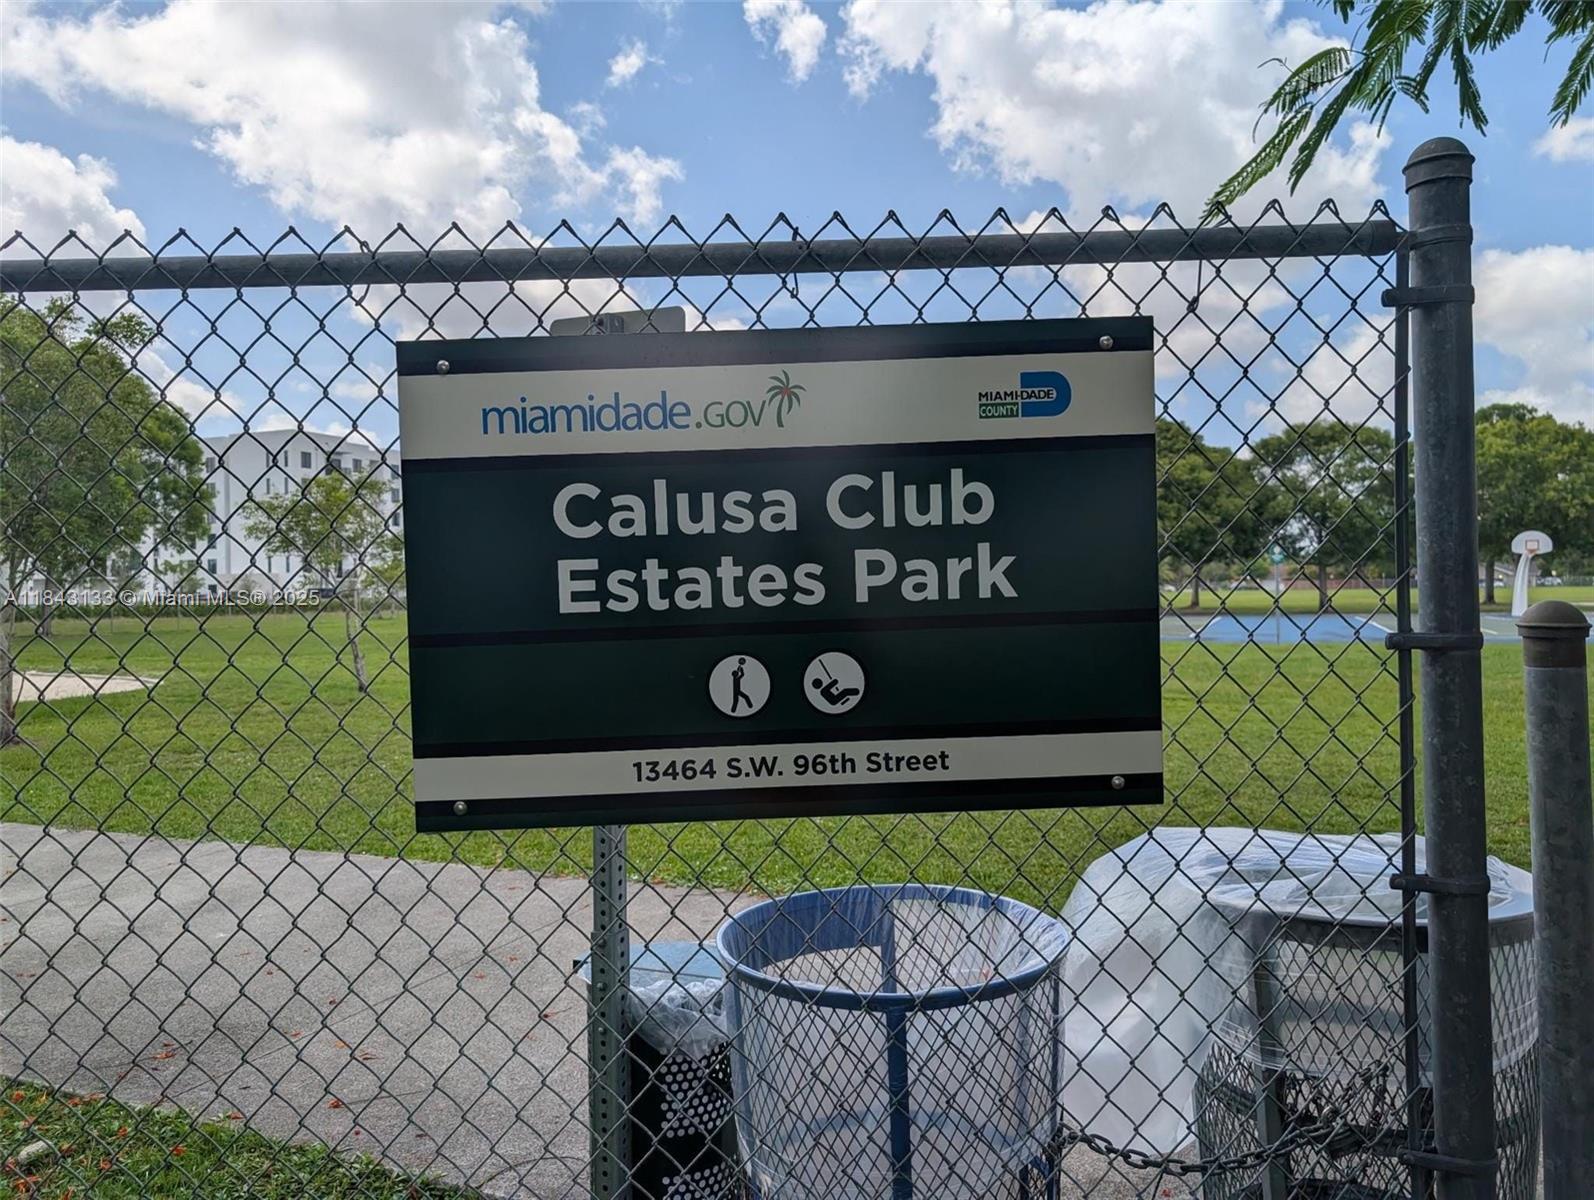 miamidade.GOV
MIAMI-DADE
COUNTY
Calusa Club
Estates Park
13464 S.W. 96th Street
A11843133 © Miami MLS® 2025